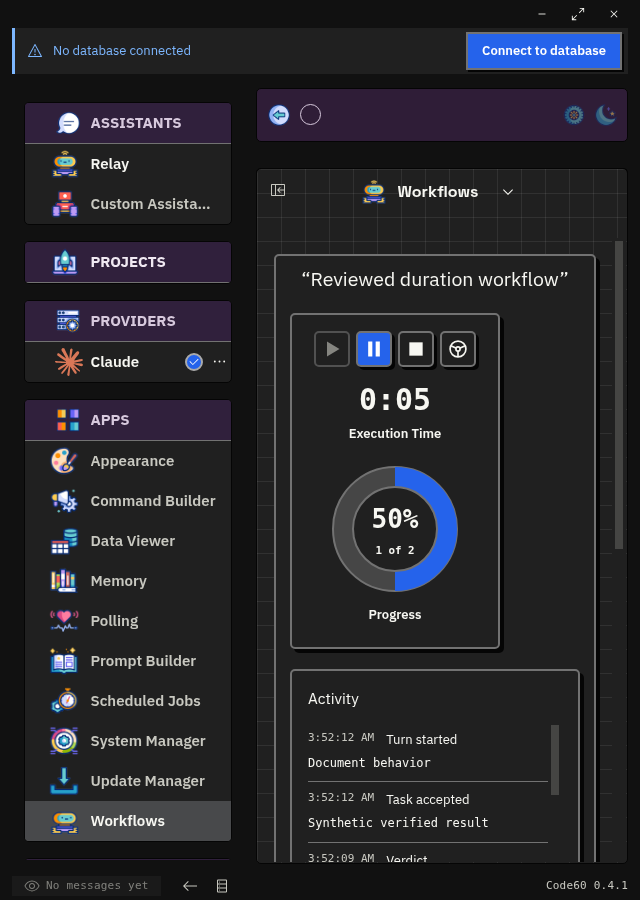 No database connected
Connect to database
ASSISTANTS
Relay
Custom Assista...
PROJECTS
PROVIDERS
Claude
APPS
Appearance
Command Builder
Data Viewer
Memory
Polling
Prompt Builder
Scheduled Jobs
System Manager
Update Manager
Workflows
Workflows
“Reviewed duration workflow”
0:05
Execution Time
50%
1 of 2
Progress
Activity
3:52:12 AM Turn started
Document behavior
3:52:12 AM Task accepted
Synthetic verified result
3:52:09 AM Verdict
No messages yet
Code60 0.4.1